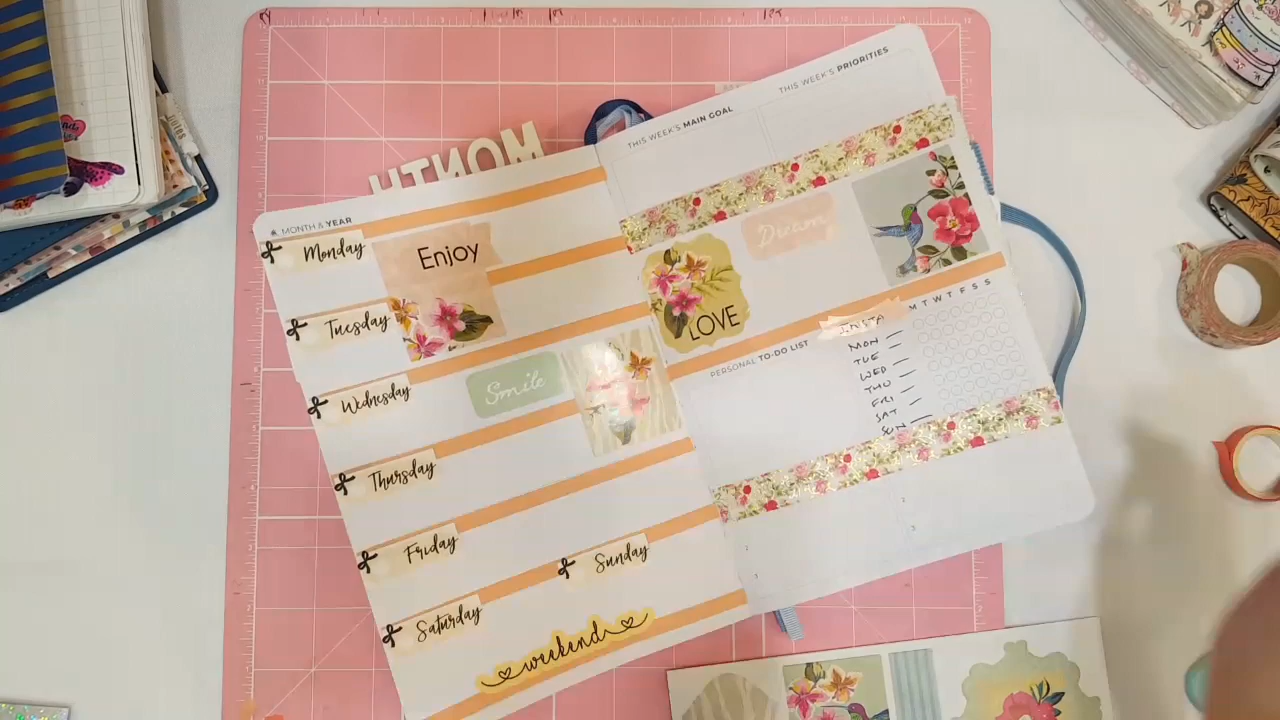 MONTH
MONTH & YEAR
Monday
Enjoy
Tuesday
Wednesday
Smile
Thursday
Friday
Sunday
Saturday
weekend
THIS WEEK'S MAIN GOAL
THIS WEEK'S PRIORITIES
Dream
LOVE
PERSONAL TO-DO LIST
INSTA
M T W T F S S
MON
TUE
WED
THU
FRI
SAT
SUN